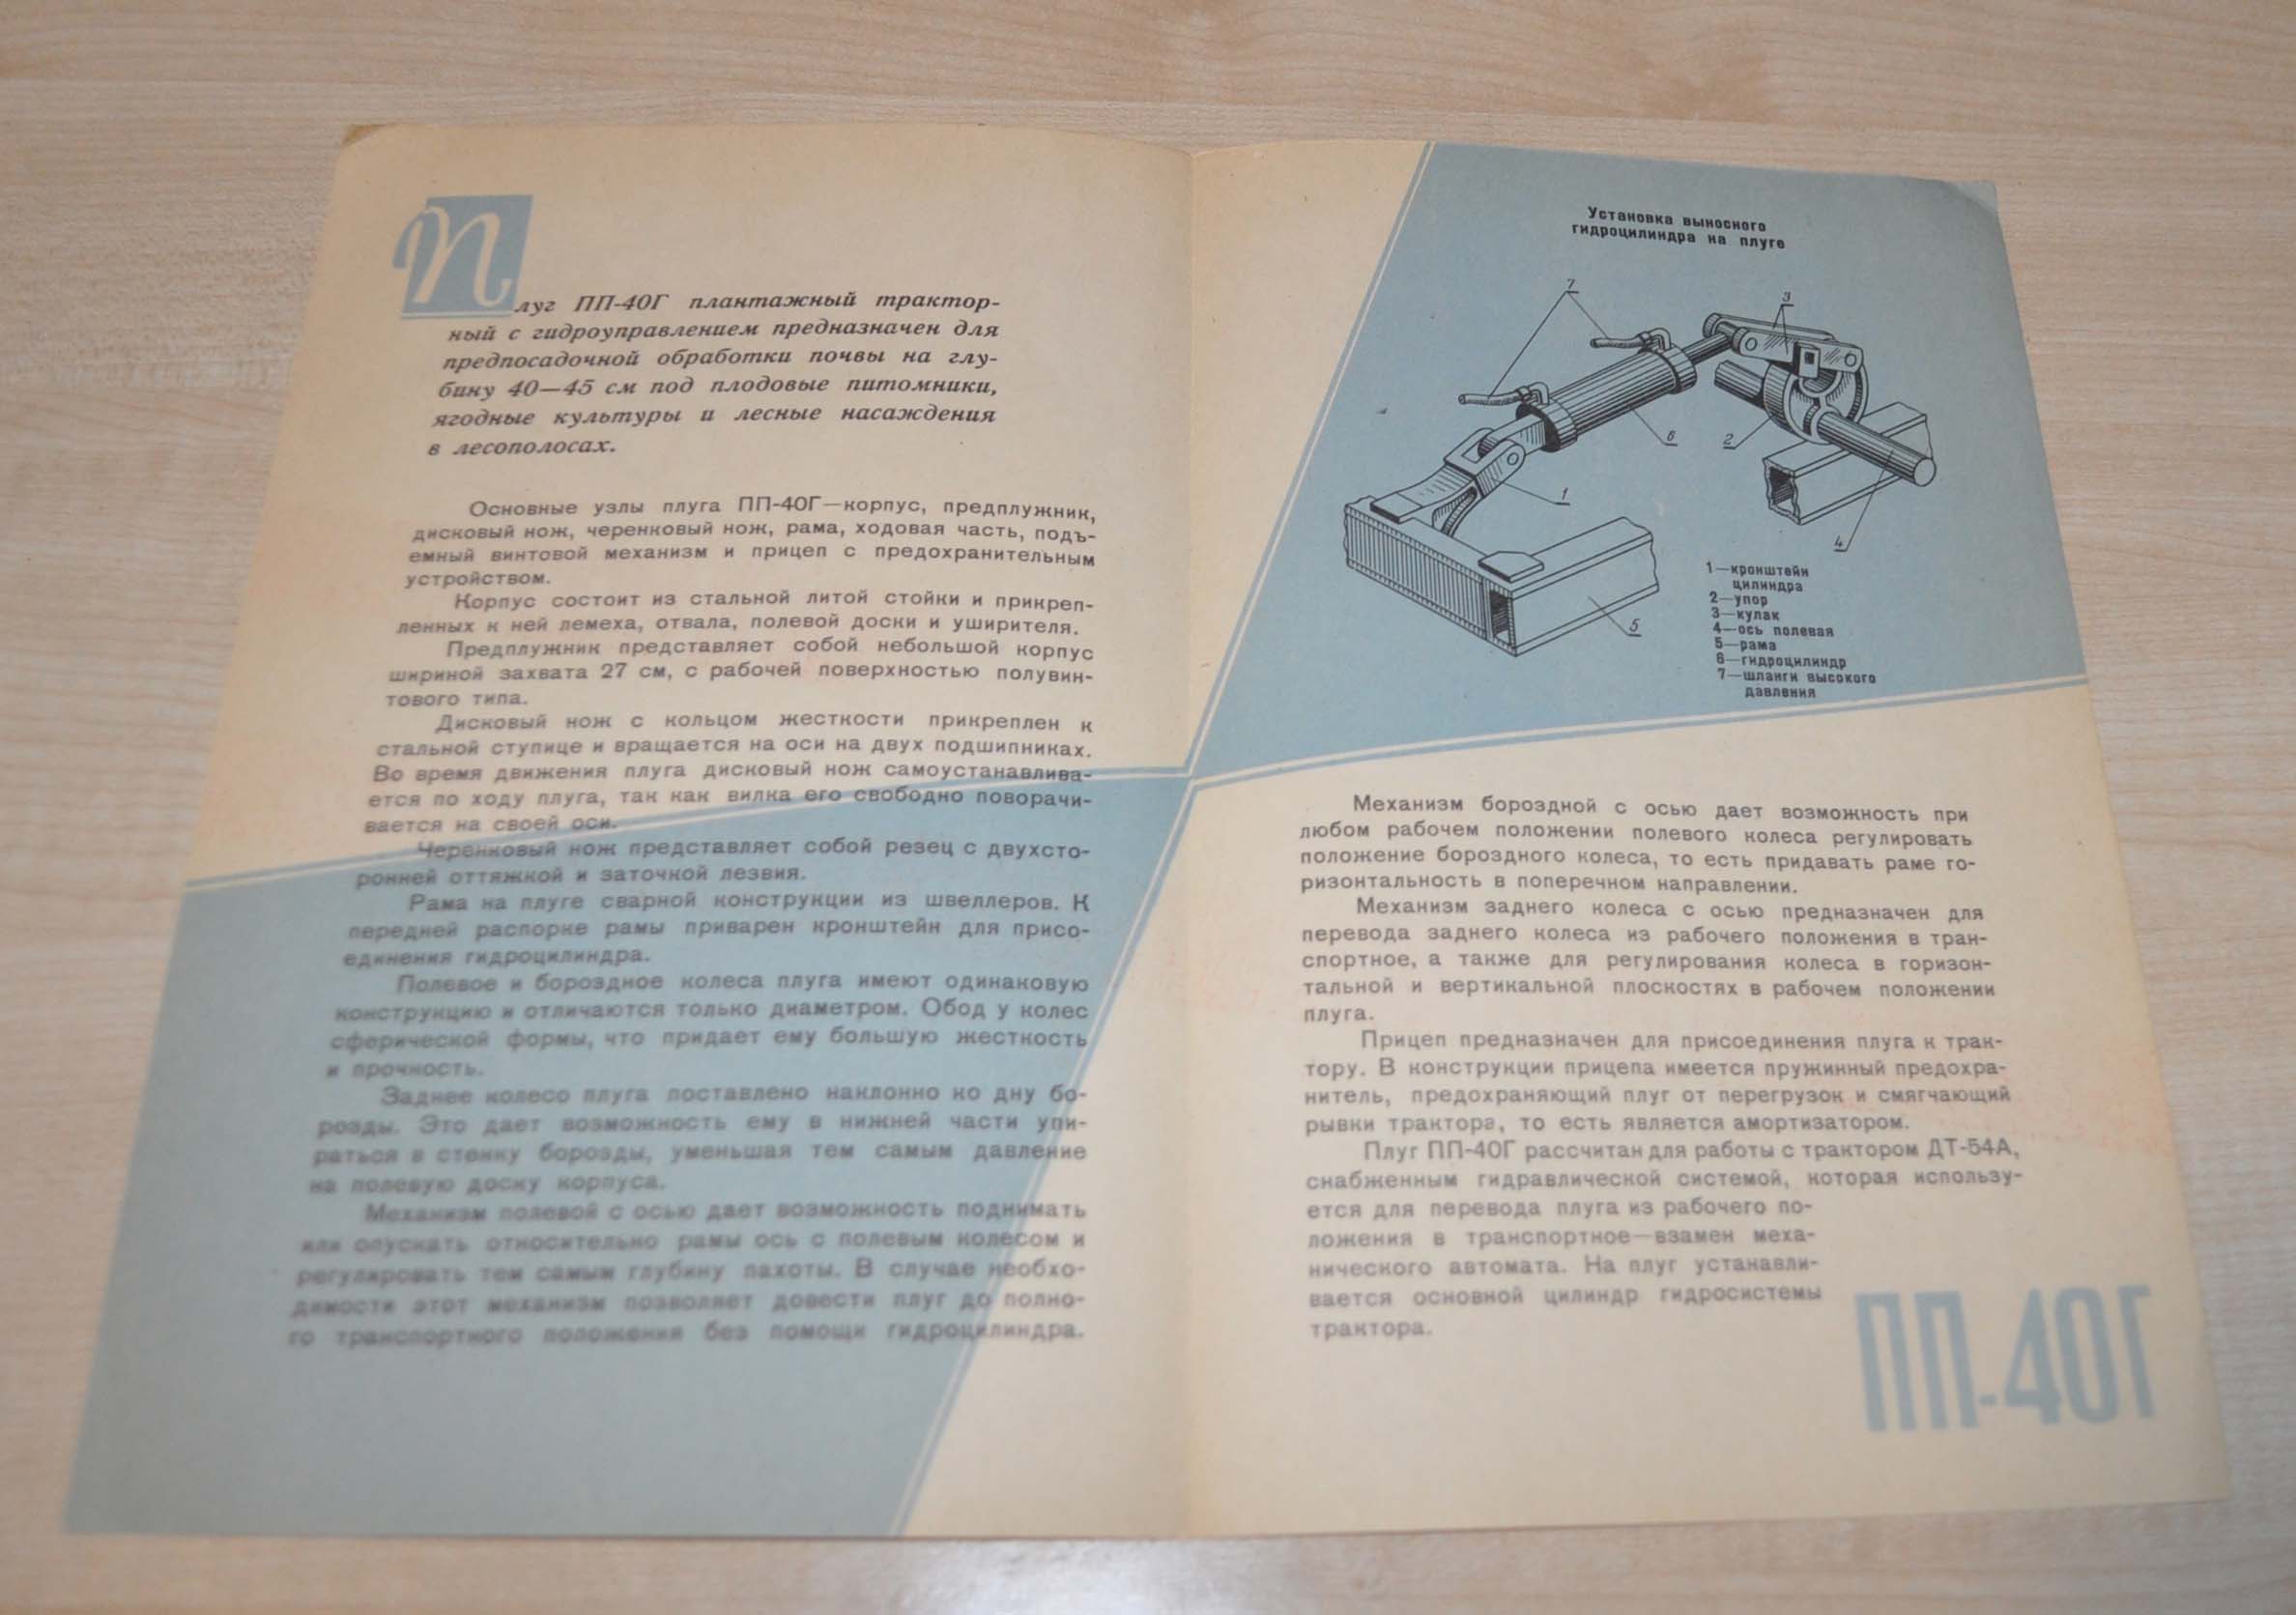 Плуг ПП-40Г плантажный трактор-
ный с гидроуправлением предназначен для
предпосадочной обработки почвы на глу-
бину 40—45 см под плодовые питомники,
ягодные культуры и лесные насаждения
в лесополосах.
Основные узлы плуга ПП-40Г—корпус, предплужник,
дисковый нож, черенковый нож, рама, ходовая часть, подъ-
емный винтовой механизм и прицеп с предохранительным
устройством.
Корпус состоит из стальной литой стойки и прикреп-
ленных к ней лемеха, отвала, полевой доски и уширителя.
Предплужник представляет собой небольшой корпус
шириной захвата 27 см, с рабочей поверхностью полувин-
тового типа.
Дисковый нож с кольцом жесткости прикреплен к
стальной ступице и вращается на оси на двух подшипниках.
Во время движения плуга дисковый нож самоустанавлива-
ется по ходу плуга, так как вилка его свободно поворачи-
вается на своей оси.
Черенковый нож представляет собой резец с двухсто-
ронней оттяжкой и заточкой лезвия.
Рама на плуге сварной конструкции из швеллеров. К
передней распорке рамы приварен кронштейн для присо-
единения гидроцилиндра.
Полевое и бороздное колеса плуга имеют одинаковую
конструкцию и отличаются только диаметром. Обод у колес
сферической формы, что придает ему большую жесткость
и прочность.
Заднее колесо плуга поставлено наклонно ко дну бо-
розды. Это дает возможность ему в нижней части упи-
раться в стенку борозды, уменьшая тем самым давление
на полевую доску корпуса.
Механизм полевой с осью дает возможность поднимать
или опускать относительно рамы ось с полевым колесом и
регулировать тем самым глубину пахоты. В случае необхо-
димости этот механизм позволяет довести плуг до полно-
го транспортного положения без помощи гидроцилиндра.
Установка выносного
гидроцилиндра на плуге
7
3
6
2
1
4
5
1—кронштейн
цилиндра
2—упор
3—кулак
4—ось полевая
5—рама
6—гидроцилиндр
7—шланги высокого
давления
Механизм бороздной с осью дает возможность при
любом рабочем положении полевого колеса регулировать
положение бороздного колеса, то есть придавать раме го-
ризонтальность в поперечном направлении.
Механизм заднего колеса с осью предназначен для
перевода заднего колеса из рабочего положения в тран-
спортное, а также для регулирования колеса в горизон-
тальной и вертикальной плоскостях в рабочем положении
плуга.
Прицеп предназначен для присоединения плуга к трак-
тору. В конструкции прицепа имеется пружинный предохра-
нитель, предохраняющий плуг от перегрузок и смягчающий
рывки трактора, то есть является амортизатором.
Плуг ПП-40Г рассчитан для работы с трактором ДТ-54А,
снабженным гидравлической системой, которая использу-
ется для перевода плуга из рабочего по-
ложения в транспортное—взамен меха-
нического автомата. На плуг устанавли-
вается основной цилиндр гидросистемы
трактора.
ПП-40Г